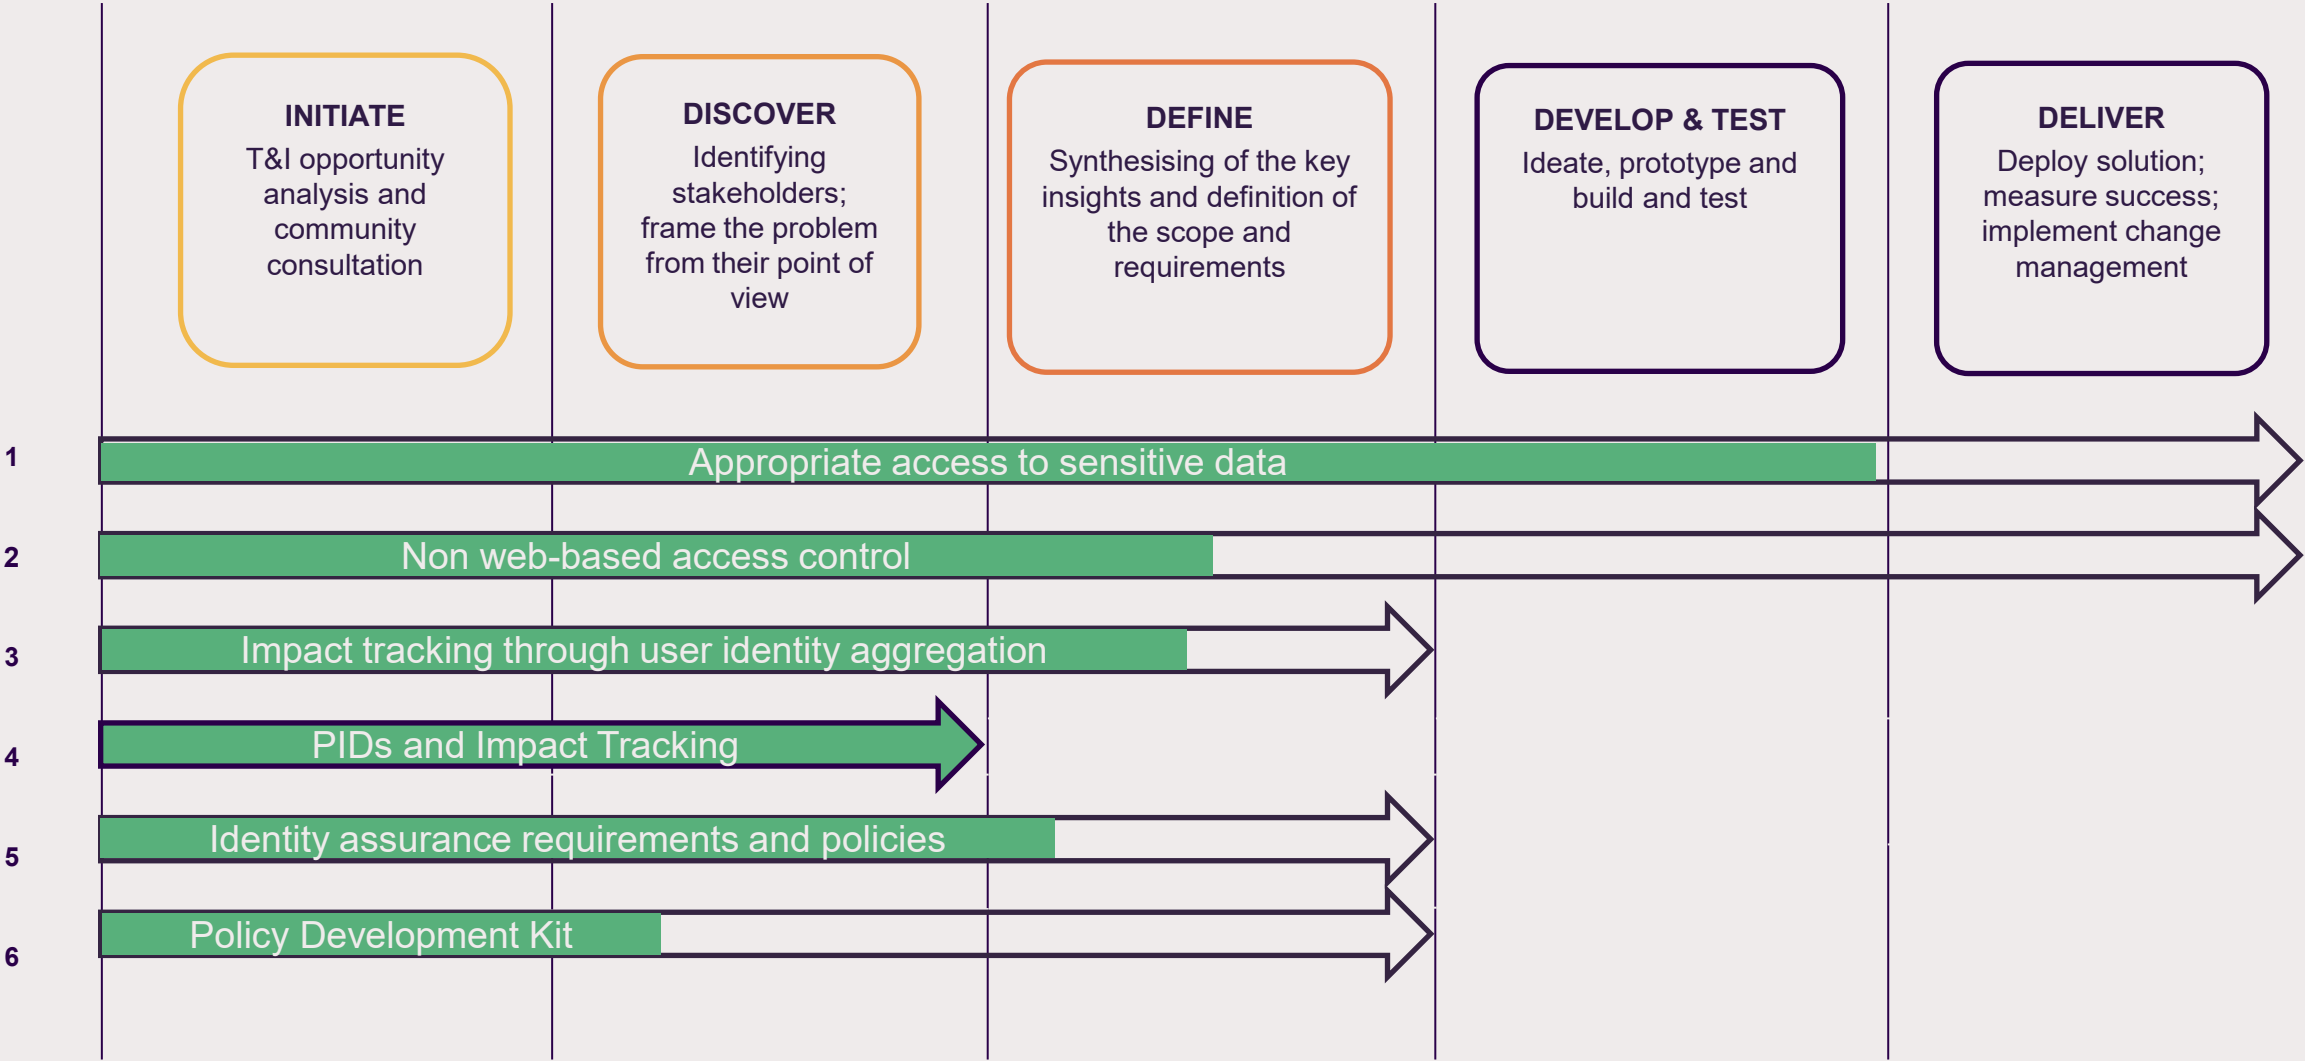 INITIATE
T&I opportunity
analysis and
community
consultation
DISCOVER
Identifying
stakeholders;
frame the problem
from their point of
view
DEFINE
Synthesising of the key
insights and definition of
the scope and
requirements
DEVELOP & TEST
Ideate, prototype and
build and test
DELIVER
Deploy solution;
measure success;
implement change
management
1
Appropriate access to sensitive data
2
Non web-based access control
3
Impact tracking through user identity aggregation
4
PIDs and Impact Tracking
5
Identity assurance requirements and policies
6
Policy Development Kit